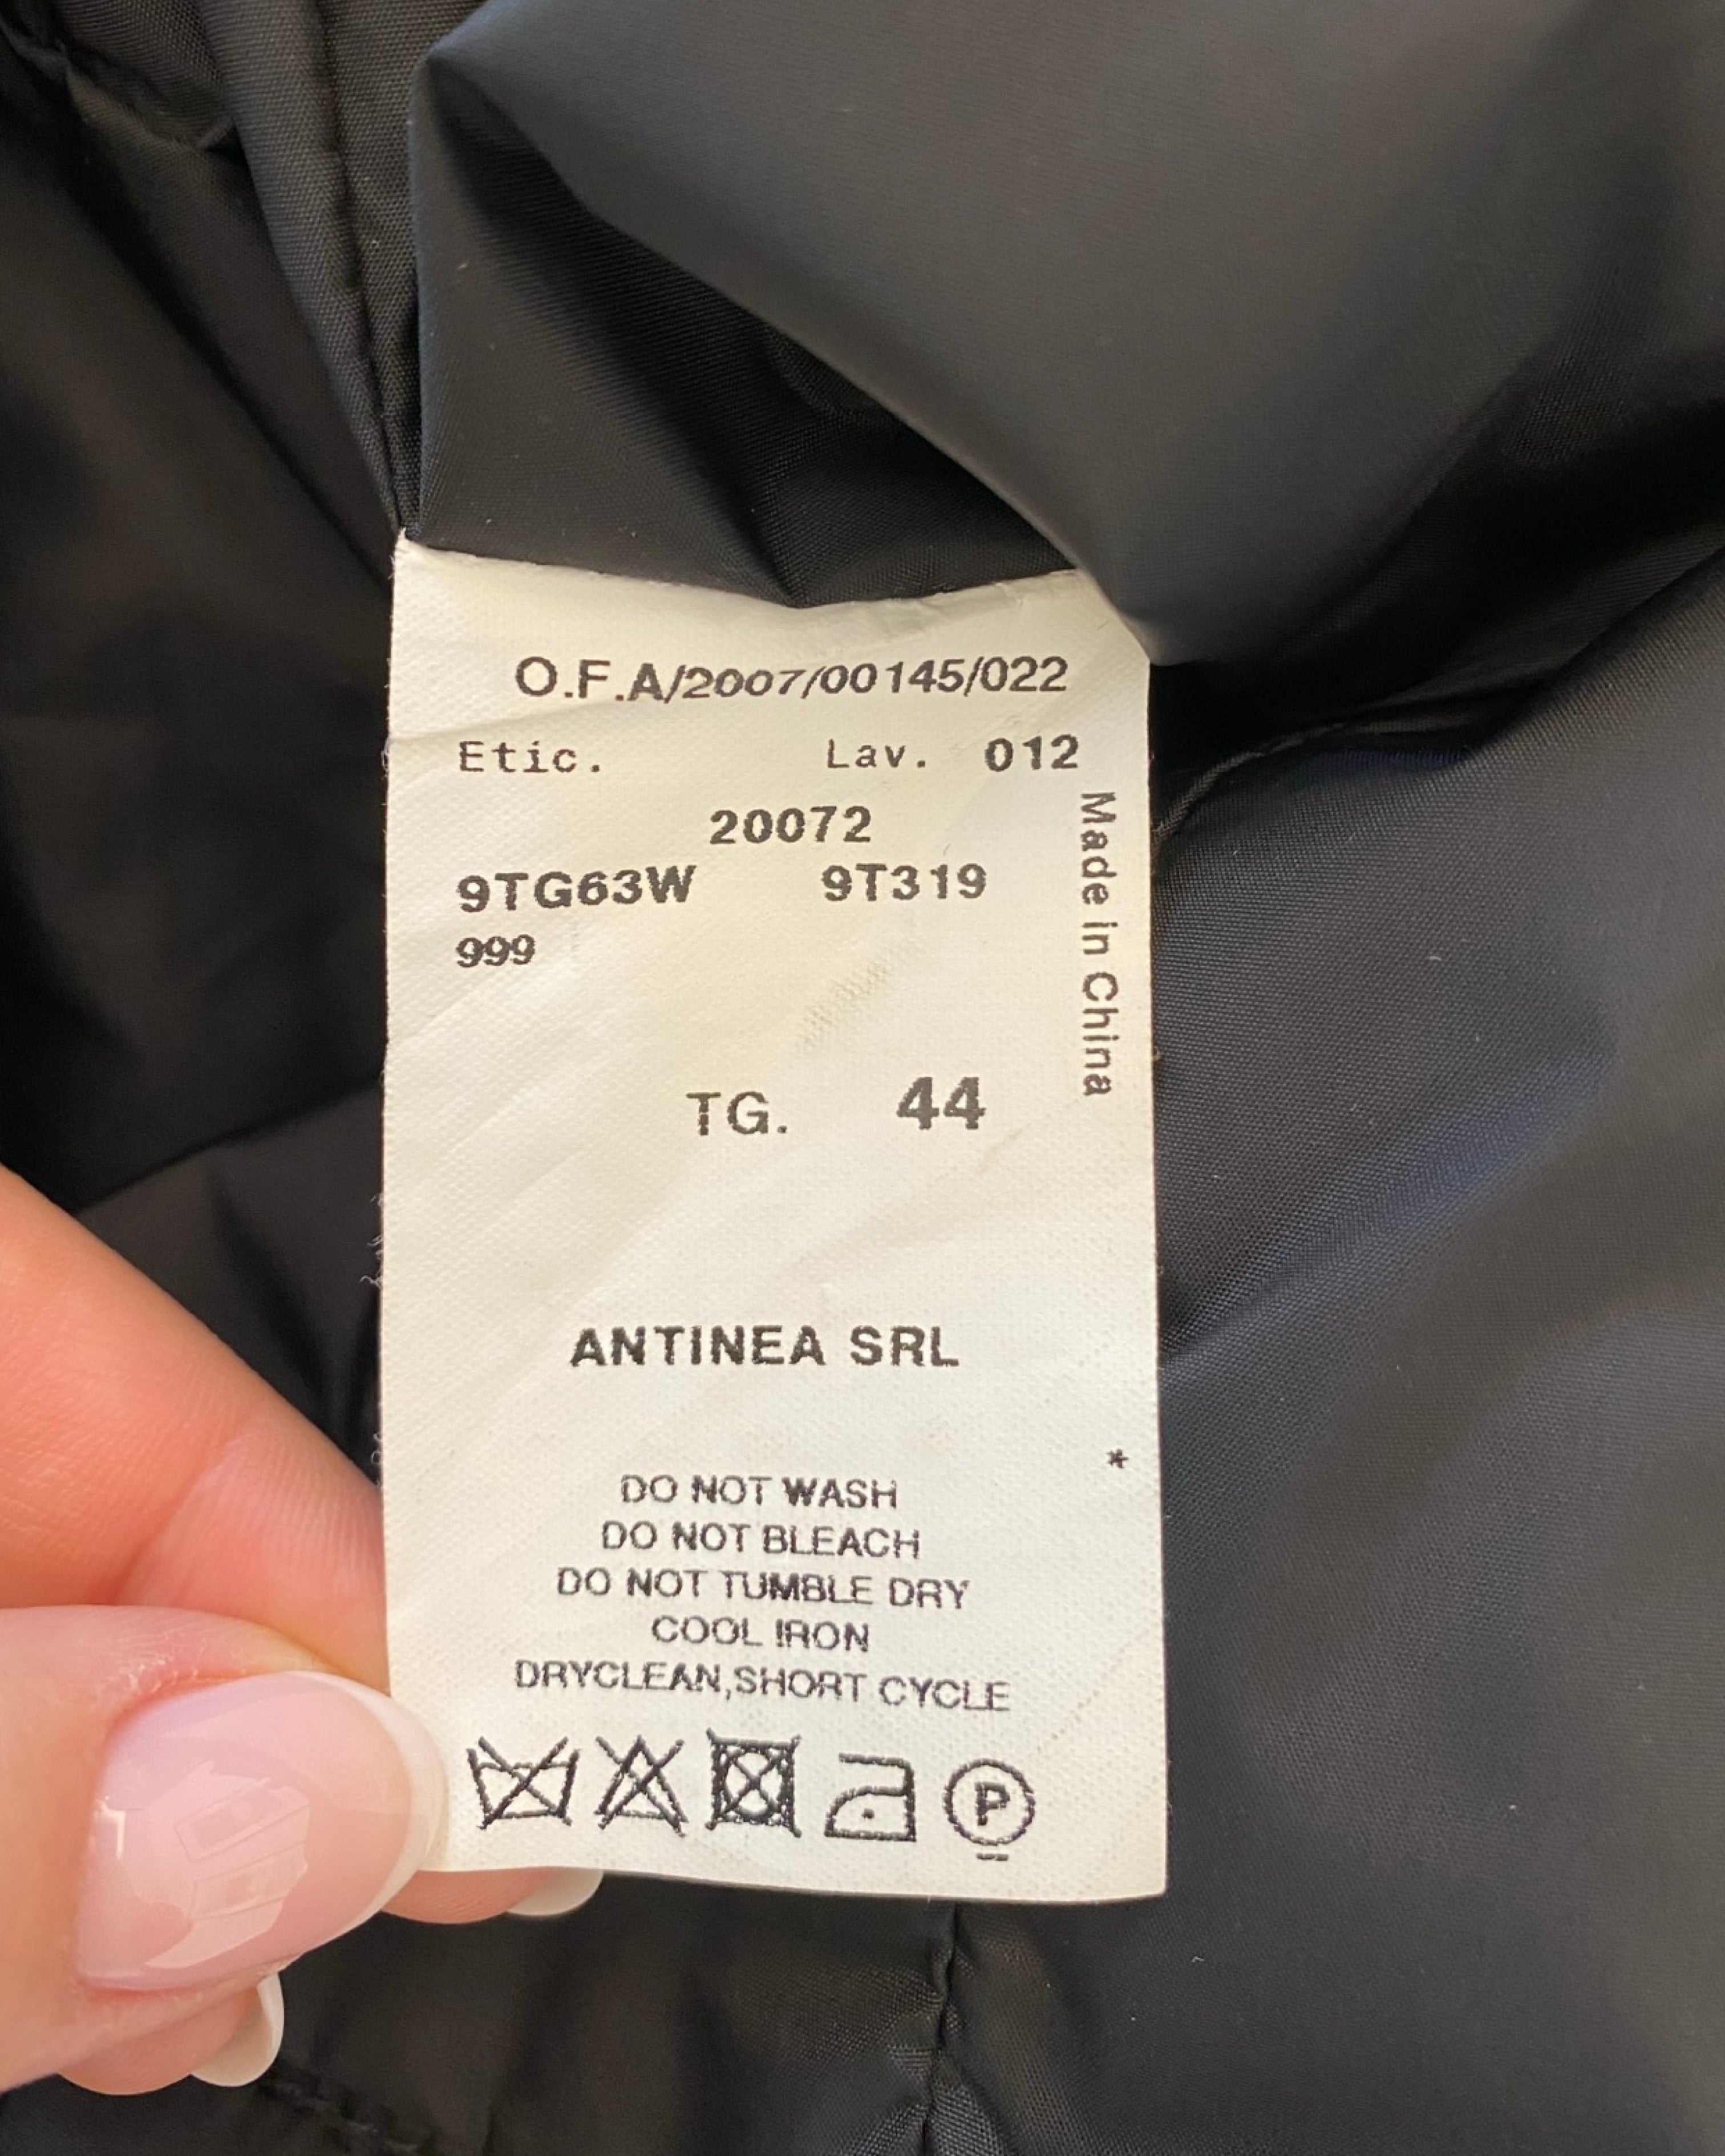 O.F.A/2007/00145/022
Etic. Lav. 012
20072
9TG63W 9T319
999
Made in China
TG. 44
ANTINEA SRL
*
DO NOT WASH
DO NOT BLEACH
DO NOT TUMBLE DRY
COOL IRON
DRYCLEAN,SHORT CYCLE
P